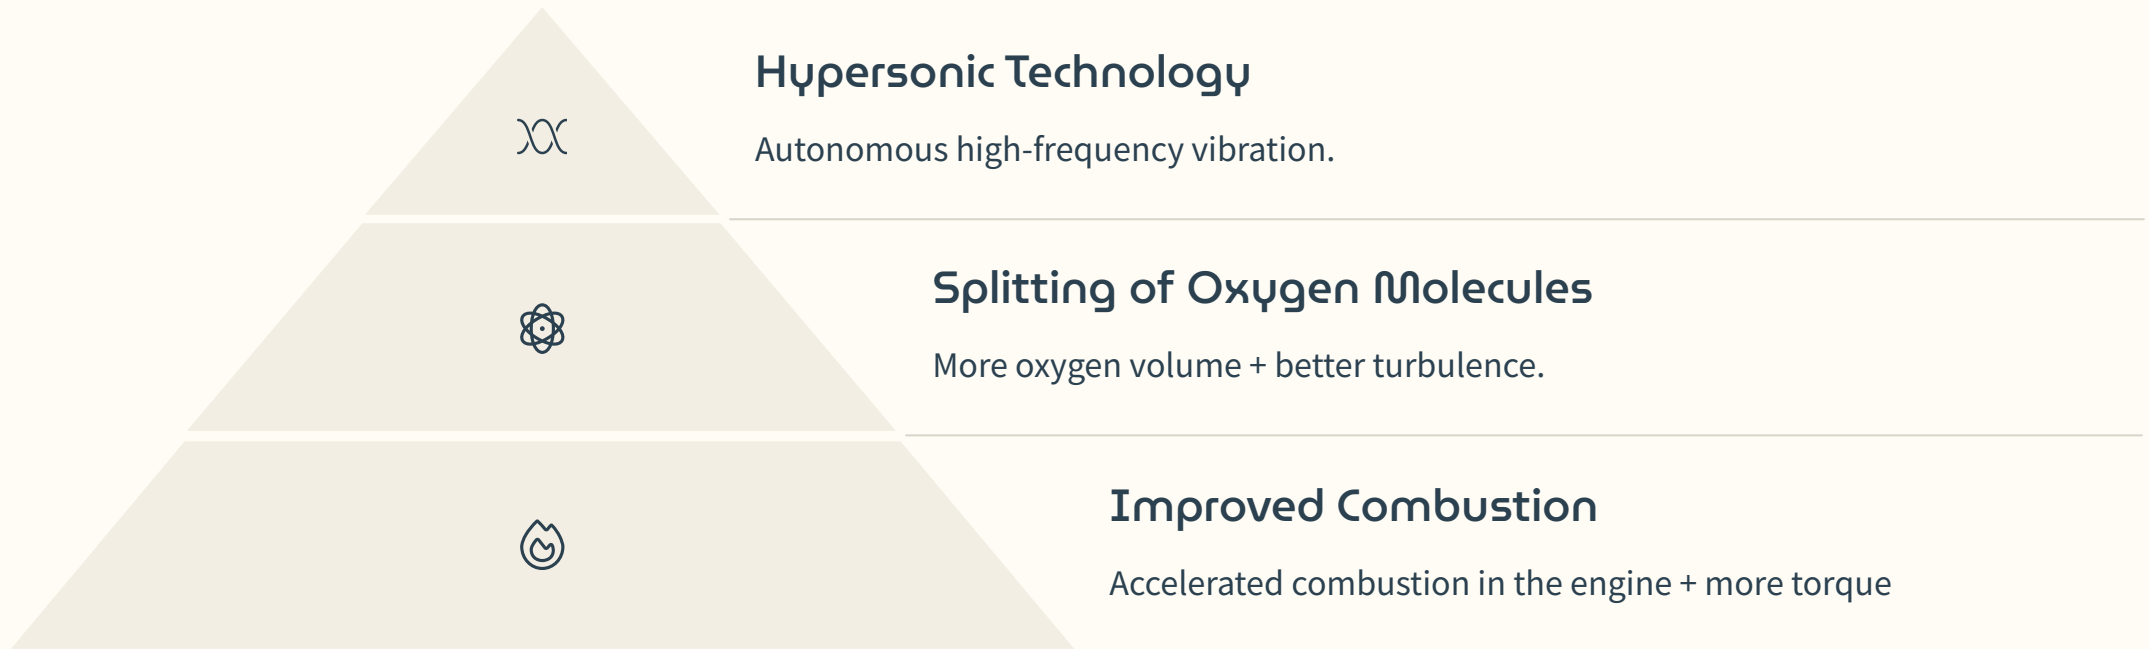 Hypersonic Technology
Autonomous high-frequency vibration.
Splitting of Oxygen Molecules
More oxygen volume + better turbulence.
Improved Combustion
Accelerated combustion in the engine + more torque